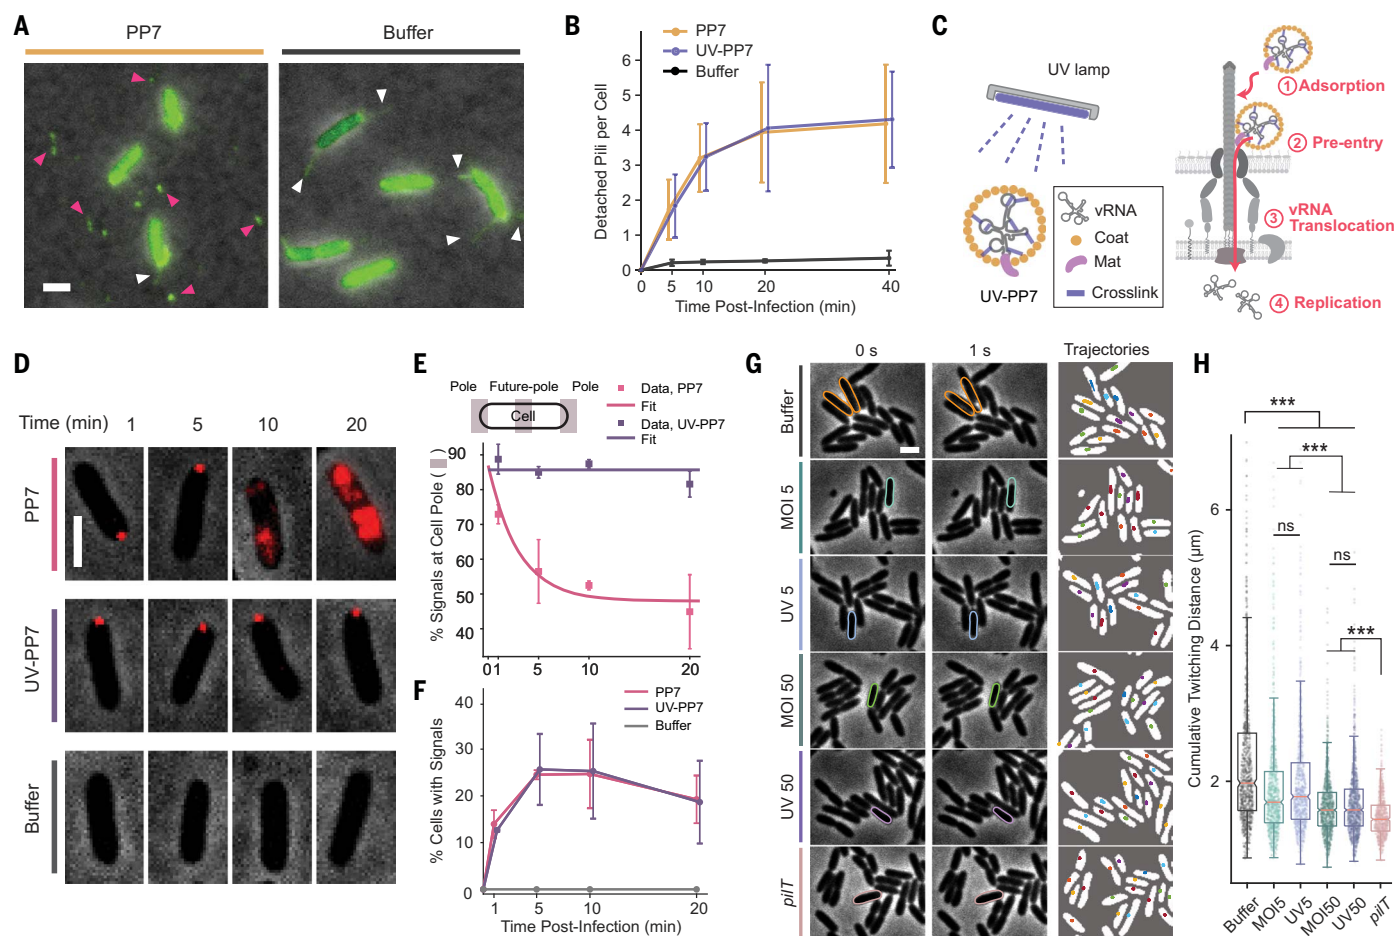 A
PP7
Buffer
B
PP7
UV-PP7
Buffer
Detached Pili per Cell
6
5
4
3
2
1
0
0
5
10
20
40
Time Post-Infection (min)
C
UV lamp
UV-PP7
vRNA
Coat
Mat
Crosslink
1 Adsorption
2 Pre-entry
3 vRNA
Translocation
4 Replication
D
Time (min) 1 5 10 20
PP7
UV-PP7
Buffer
E
Pole Future-pole Pole
Cell
Data, PP7
Fit
Data, UV-PP7
Fit
% Signals at Cell Pole ( )
90
80
70
60
50
40
0 1 5 10 20
F
PP7
UV-PP7
Buffer
% Cells with Signals
40
30
20
10
0
1 5 10 20
Time Post-Infection (min)
G
0 s 1 s Trajectories
Buffer
MOI 5
UV 5
MOI 50
UV 50
pilT
H
***
***
ns
ns
***
Cumulative Twitching Distance (µm)
6
4
2
Buffer
MOI5
UV5
MOI50
UV50
pilT